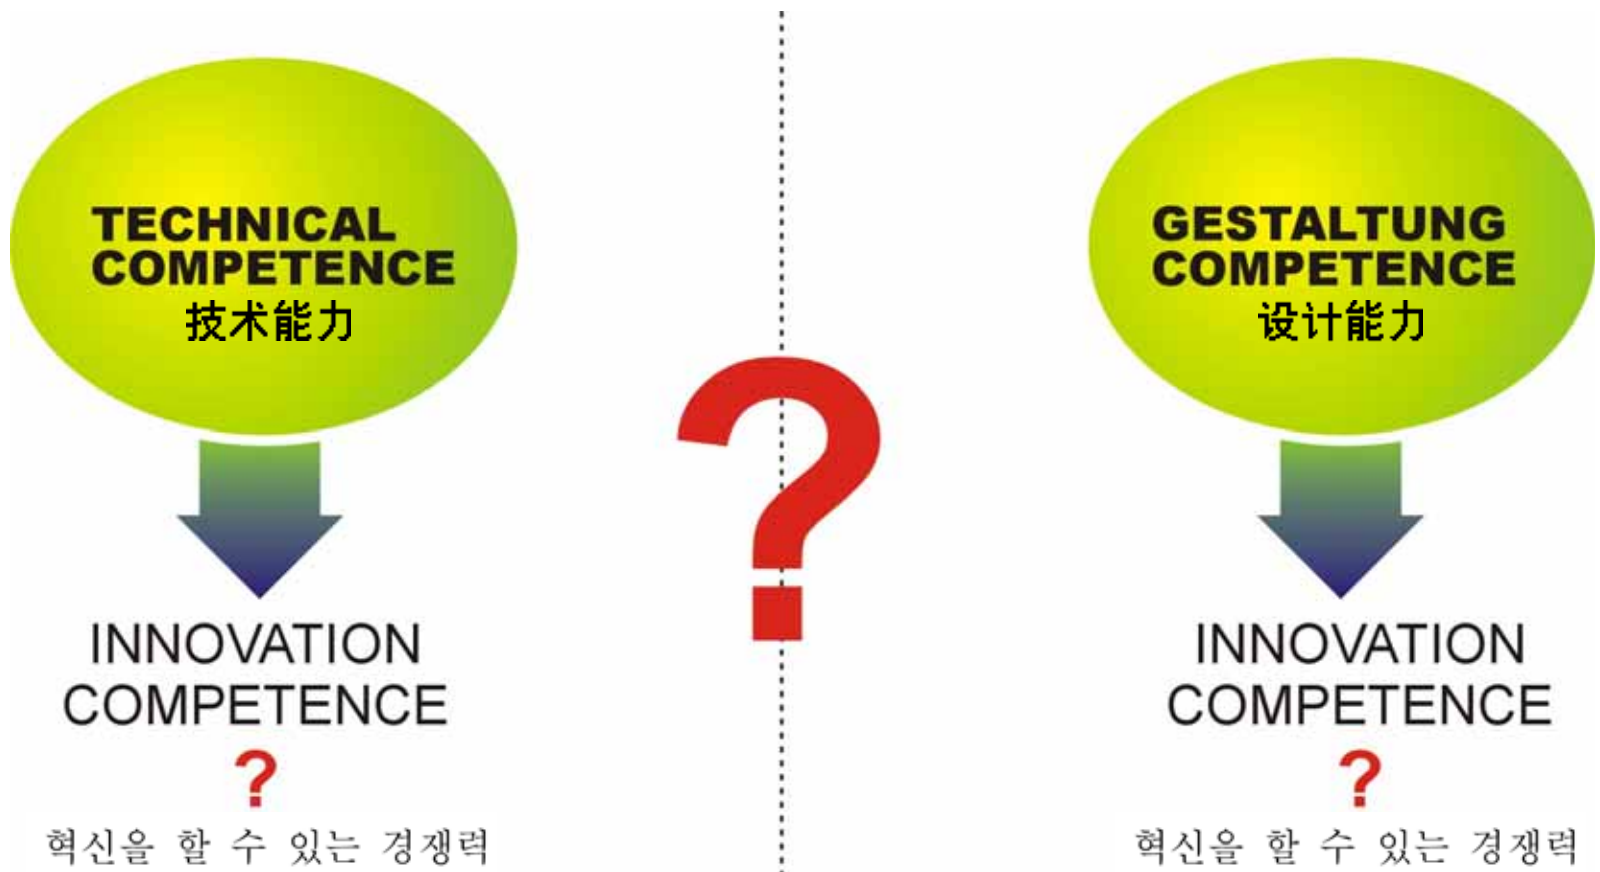 TECHNICAL
COMPETENCE
技术能力
INNOVATION
COMPETENCE
?
혁신을 할 수 있는 경쟁력
?
GESTALTUNG
COMPETENCE
设计能力
INNOVATION
COMPETENCE
?
혁신을 할 수 있는 경쟁력